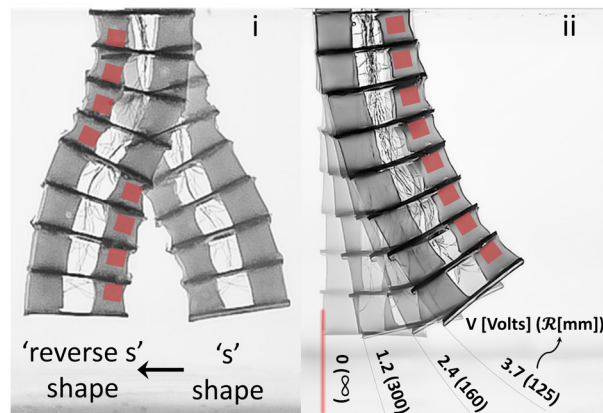 i
'reverse s'
shape
's'
shape
ii
V [Volts] (ℛ[mm])
0
(∞)
1.2 (300)
2.4 (160)
3.7 (125)